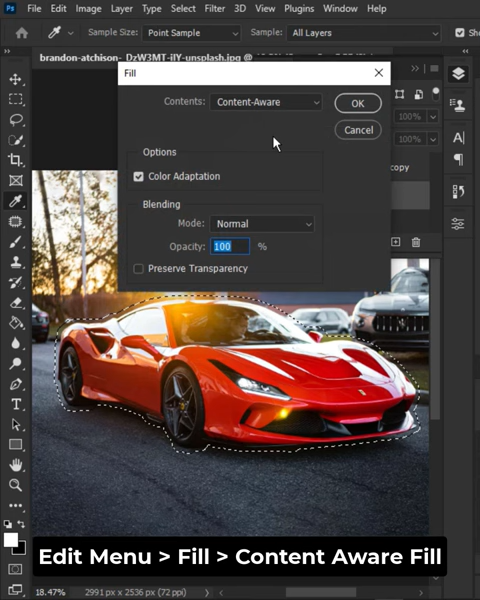 Ps File Edit Image Layer Type Select Filter 3D View Plugins Window Help
Sample Size: Point Sample Sample: All Layers
brandon-atchison-_DzW3MT-ilY-unsplash.jpg @
Fill
Contents: Content-Aware OK
Cancel
100%
100%
Options
Color Adaptation
copy
Blending
Mode: Normal
Opacity: 100 %
Preserve Transparency
Edit Menu > Fill > Content Aware Fill
18.47% 2991 px x 2536 px (72 ppi)